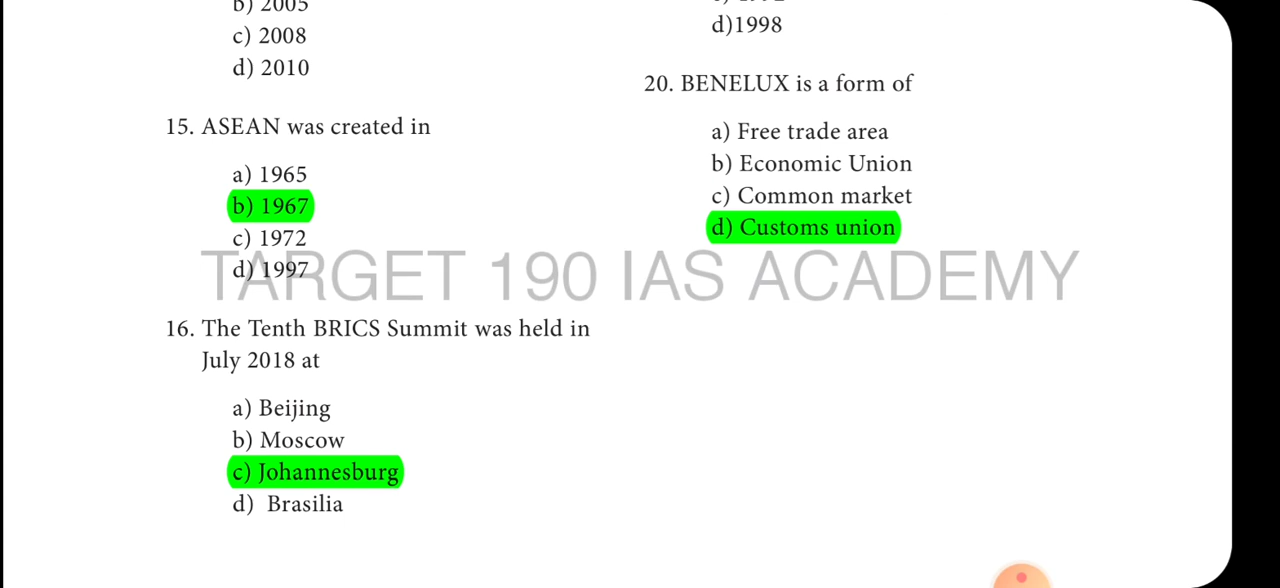 b) 2005
c) 2008
d) 2010
15. ASEAN was created in
a) 1965
b) 1967
c) 1972
d) 1997
16. The Tenth BRICS Summit was held in
July 2018 at
a) Beijing
b) Moscow
c) Johannesburg
d) Brasilia
d)1998
20. BENELUX is a form of
a) Free trade area
b) Economic Union
c) Common market
d) Customs union
TARGET 190 IAS ACADEMY